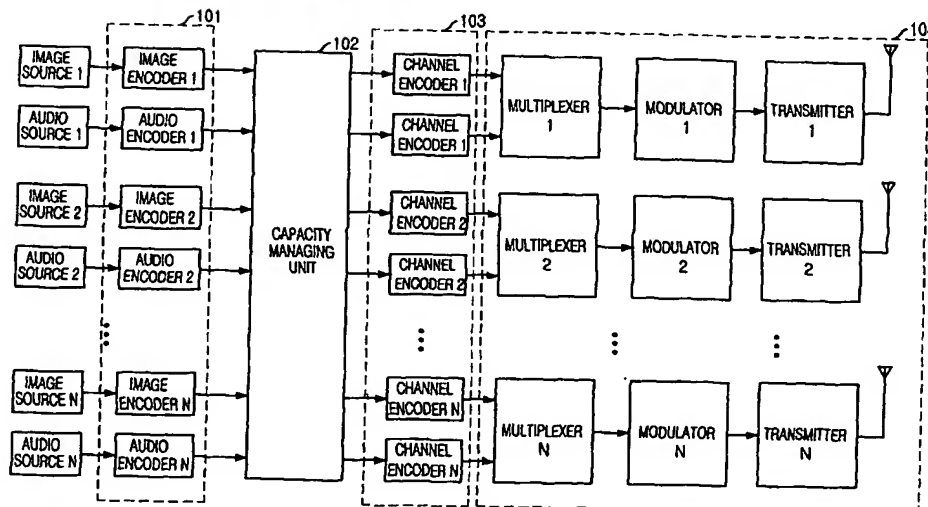 101
102
103
10
IMAGE
SOURCE 1
IMAGE
ENCODER 1
CHANNEL
ENCODER 1
MULTIPLEXER
1
MODULATOR
1
TRANSMITTER
1
AUDIO
SOURCE 1
AUDIO
ENCODER 1
CHANNEL
ENCODER 1
IMAGE
SOURCE 2
IMAGE
ENCODER 2
CAPACITY
MANAGING
UNIT
CHANNEL
ENCODER 2
MULTIPLEXER
2
MODULATOR
2
TRANSMITTER
2
AUDIO
SOURCE 2
AUDIO
ENCODER 2
CHANNEL
ENCODER 2
IMAGE
SOURCE N
IMAGE
ENCODER N
CHANNEL
ENCODER N
MULTIPLEXER
N
MODULATOR
N
TRANSMITTER
N
AUDIO
SOURCE N
AUDIO
ENCODER N
CHANNEL
ENCODER N